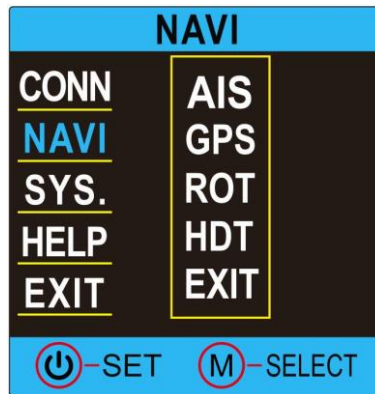 NAVI
CONN
NAVI
SYS.
HELP
EXIT
AIS
GPS
ROT
HDT
EXIT
-SET M-SELECT